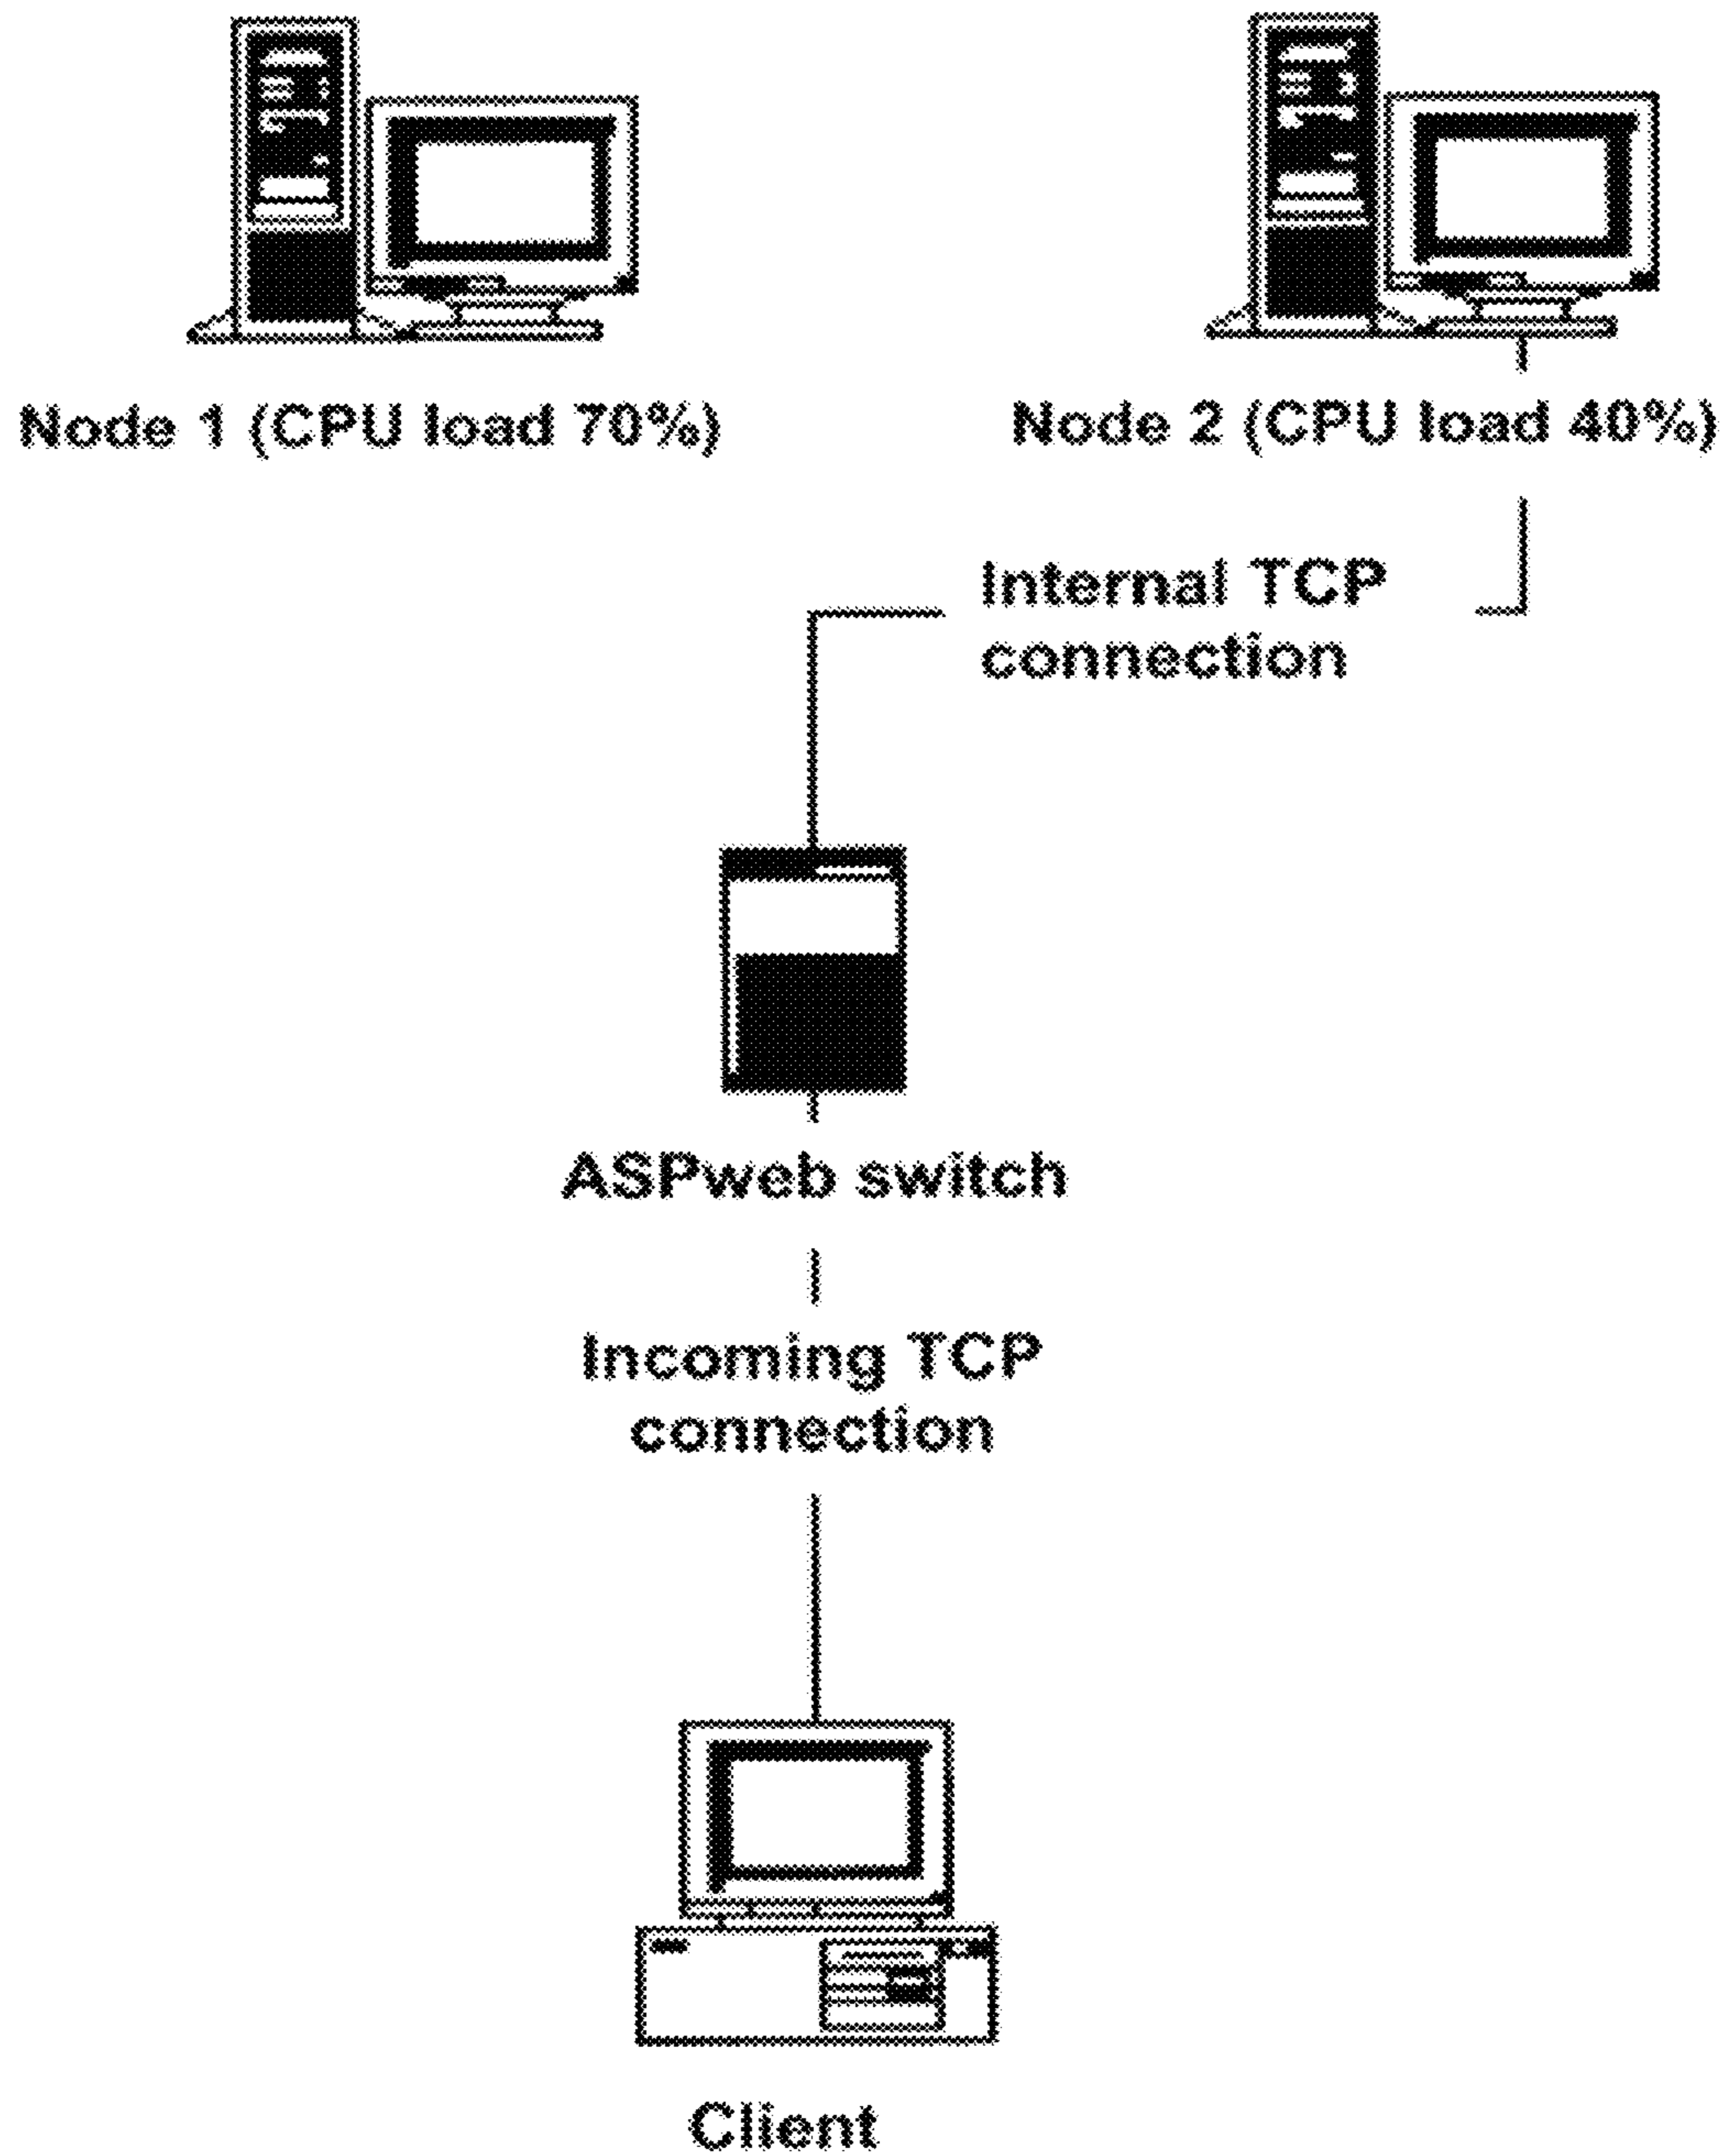 Node 1 (CPU load 70%)
Node 2 (CPU load 40%)
Internal TCP
connection
ASPweb switch
Incoming TCP
connection
Client